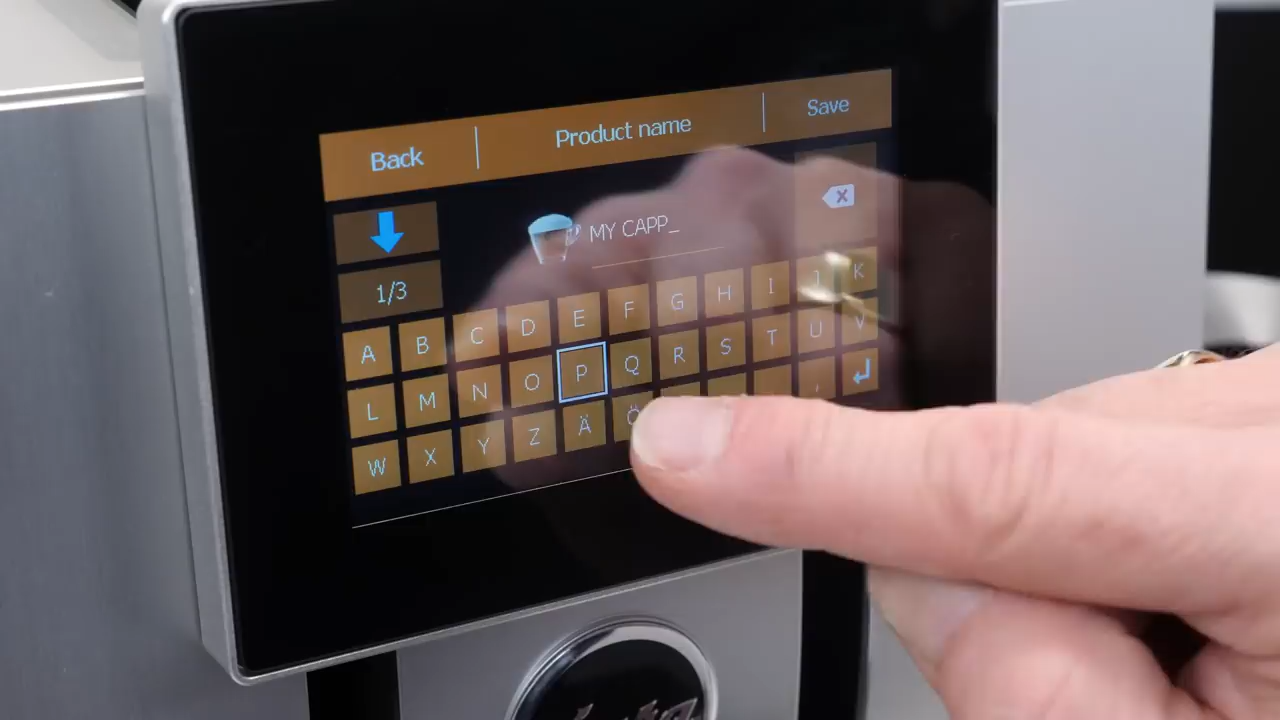 Back Product name Save
MY CAPP_
1/3
A B C D E F G H I J K
L M N O P Q R S T U V
W X Y Z Ä Ö ,